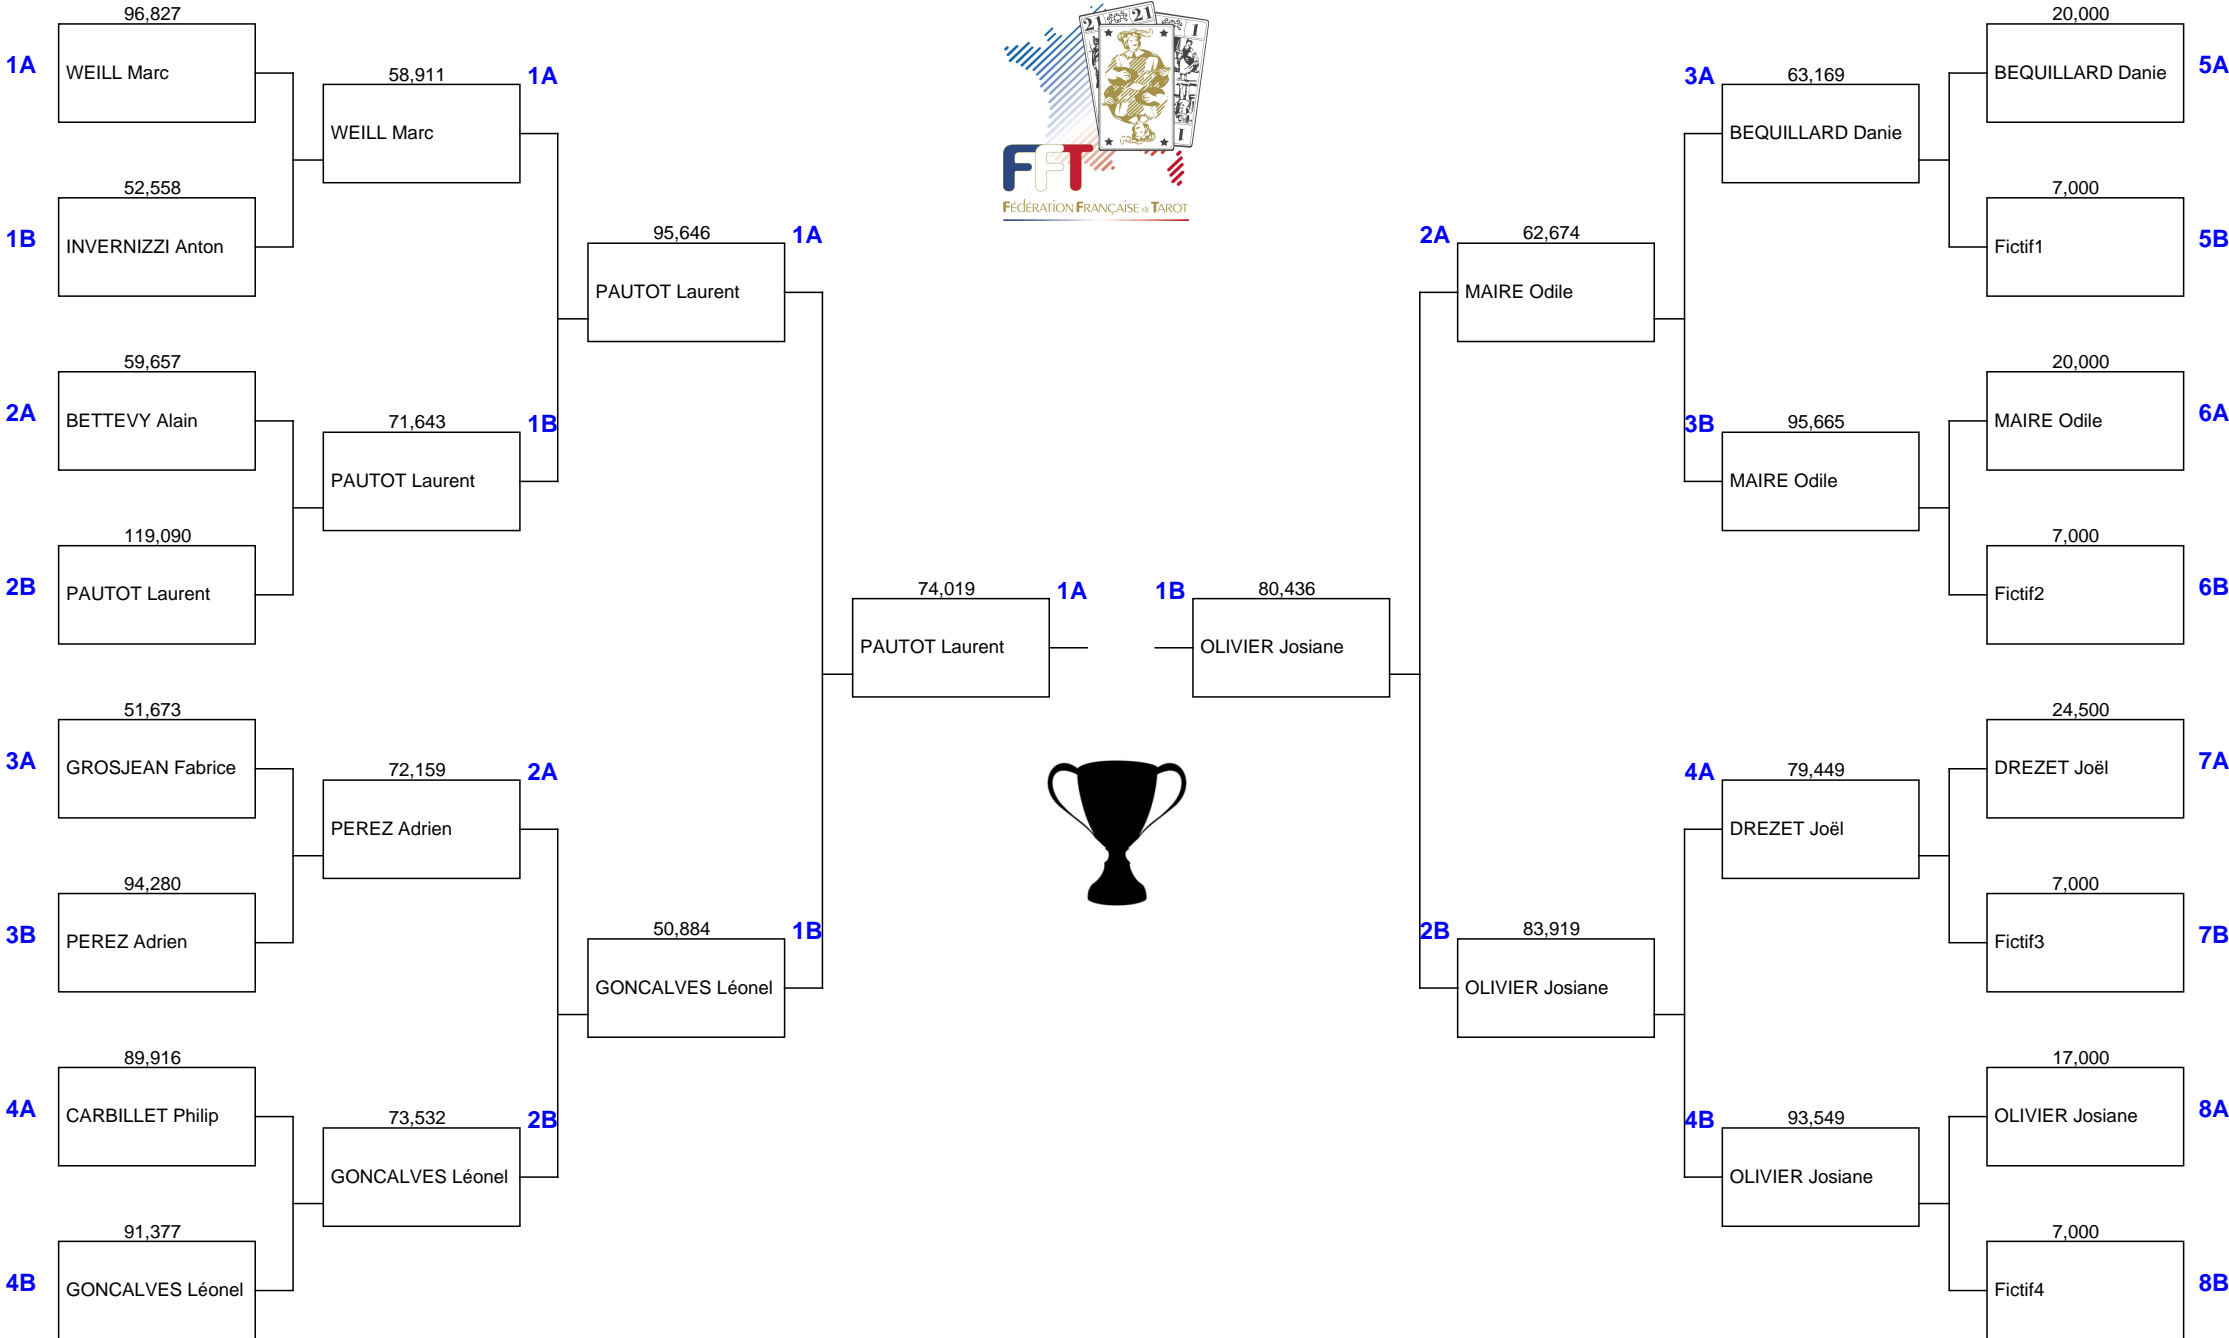 96,827
1A
WEILL Marc
52,558
1B
INVERNIZZI Anton
59,657
2A
BETTEVY Alain
119,090
2B
PAUTOT Laurent
51,673
3A
GROSJEAN Fabrice
94,280
3B
PEREZ Adrien
89,916
4A
CARBILLET Philip
91,377
4B
GONCALVES Léonel
58,911
1A
WEILL Marc
71,643
1B
PAUTOT Laurent
72,159
2A
PEREZ Adrien
73,532
2B
GONCALVES Léonel
95,646
1A
PAUTOT Laurent
50,884
1B
GONCALVES Léonel
74,019
1A
PAUTOT Laurent
21 21 1
1
FFT
FÉDÉRATION FRANÇAISE de TAROT
1B
80,436
OLIVIER Josiane
2A
62,674
MAIRE Odile
2B
83,919
OLIVIER Josiane
3A
63,169
BEQUILLARD Danie
3B
95,665
MAIRE Odile
4A
79,449
DREZET Joël
4B
93,549
OLIVIER Josiane
20,000
BEQUILLARD Danie
5A
7,000
Fictif1
5B
20,000
MAIRE Odile
6A
7,000
Fictif2
6B
24,500
DREZET Joël
7A
7,000
Fictif3
7B
17,000
OLIVIER Josiane
8A
7,000
Fictif4
8B